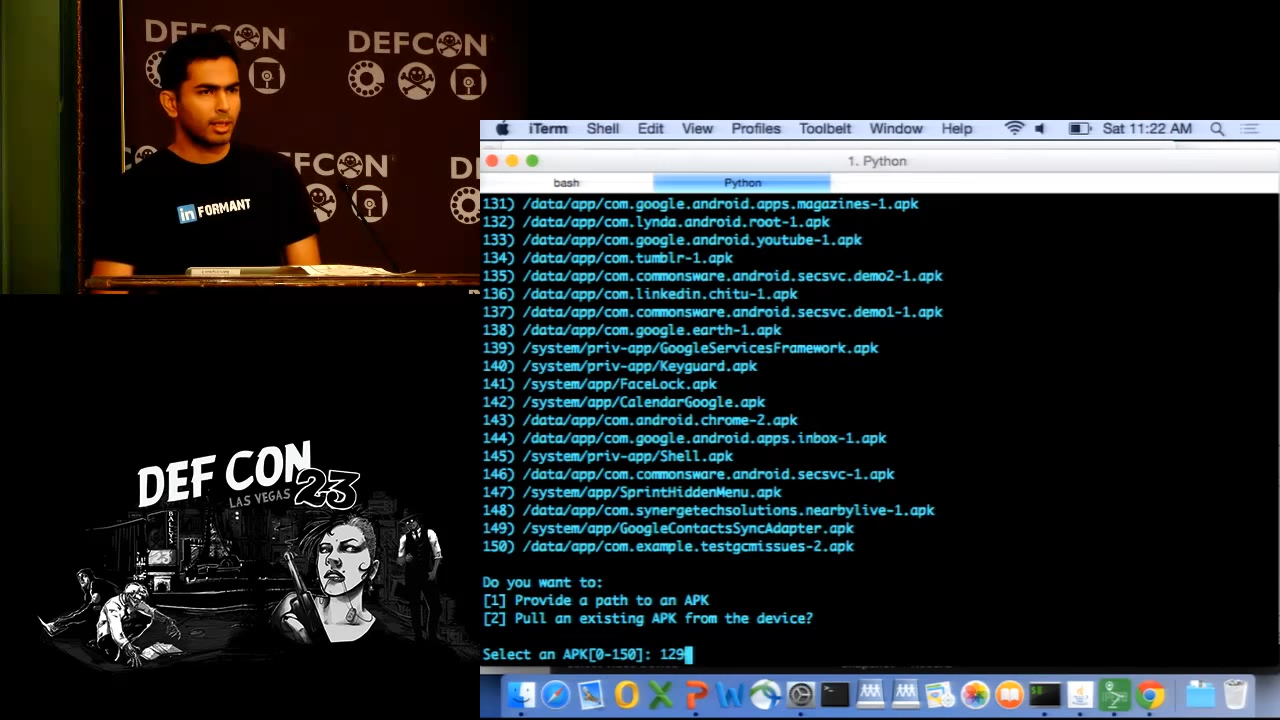 DEFCON
DEFCON
DEFCON
D
in FORMANT
DEF CON
LAS VEGAS 23
BALLYS
23
iTerm Shell Edit View Profiles Toolbelt Window Help Sat 11:22 AM
1. Python
bash Python
131) /data/app/com.google.android.apps.magazines-1.apk
132) /data/app/com.lynda.android.root-1.apk
133) /data/app/com.google.android.youtube-1.apk
134) /data/app/com.tumblr-1.apk
135) /data/app/com.commonsware.android.secsvc.demo2-1.apk
136) /data/app/com.linkedin.chitu-1.apk
137) /data/app/com.commonsware.android.secsvc.demo1-1.apk
138) /data/app/com.google.earth-1.apk
139) /system/priv-app/GoogleServicesFramework.apk
140) /system/priv-app/Keyguard.apk
141) /system/app/FaceLock.apk
142) /system/app/CalendarGoogle.apk
143) /data/app/com.android.chrome-2.apk
144) /data/app/com.google.android.apps.inbox-1.apk
145) /system/priv-app/Shell.apk
146) /data/app/com.commonsware.android.secsvc-1.apk
147) /system/app/SprintHiddenMenu.apk
148) /data/app/com.synergetechsolutions.nearbylive-1.apk
149) /system/app/GoogleContactsSyncAdapter.apk
150) /data/app/com.example.testgcmissues-2.apk
Do you want to:
[1] Provide a path to an APK
[2] Pull an existing APK from the device?
Select an APK[0-150]: 129